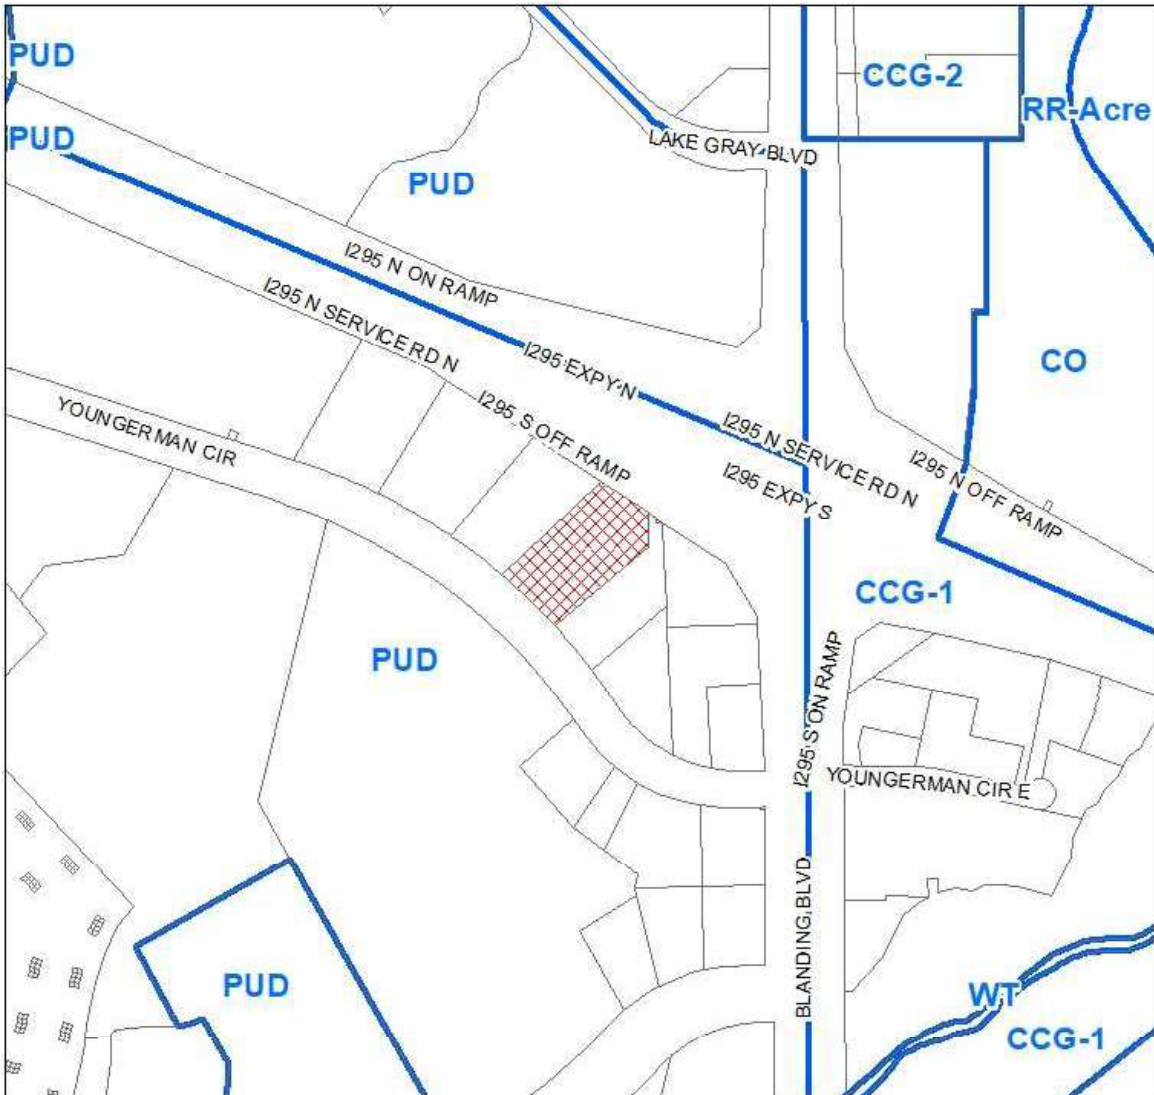 PUD
CCG-2
RR-Acre
PUD
LAKE GRAY BLVD
PUD
I295 N ON RAMP
I295 N SERVICE RD N
I295 EXPY N
CO
YOUNGERMAN CIR
I295 S OFF RAMP
I295 N SERVICE RD N
I295 EXPY S
I295 N OFF RAMP
CCG-1
PUD
I295 S ON RAMP
YOUNGERMAN CIR E
BLANDING BLVD
PUD
WT
CCG-1